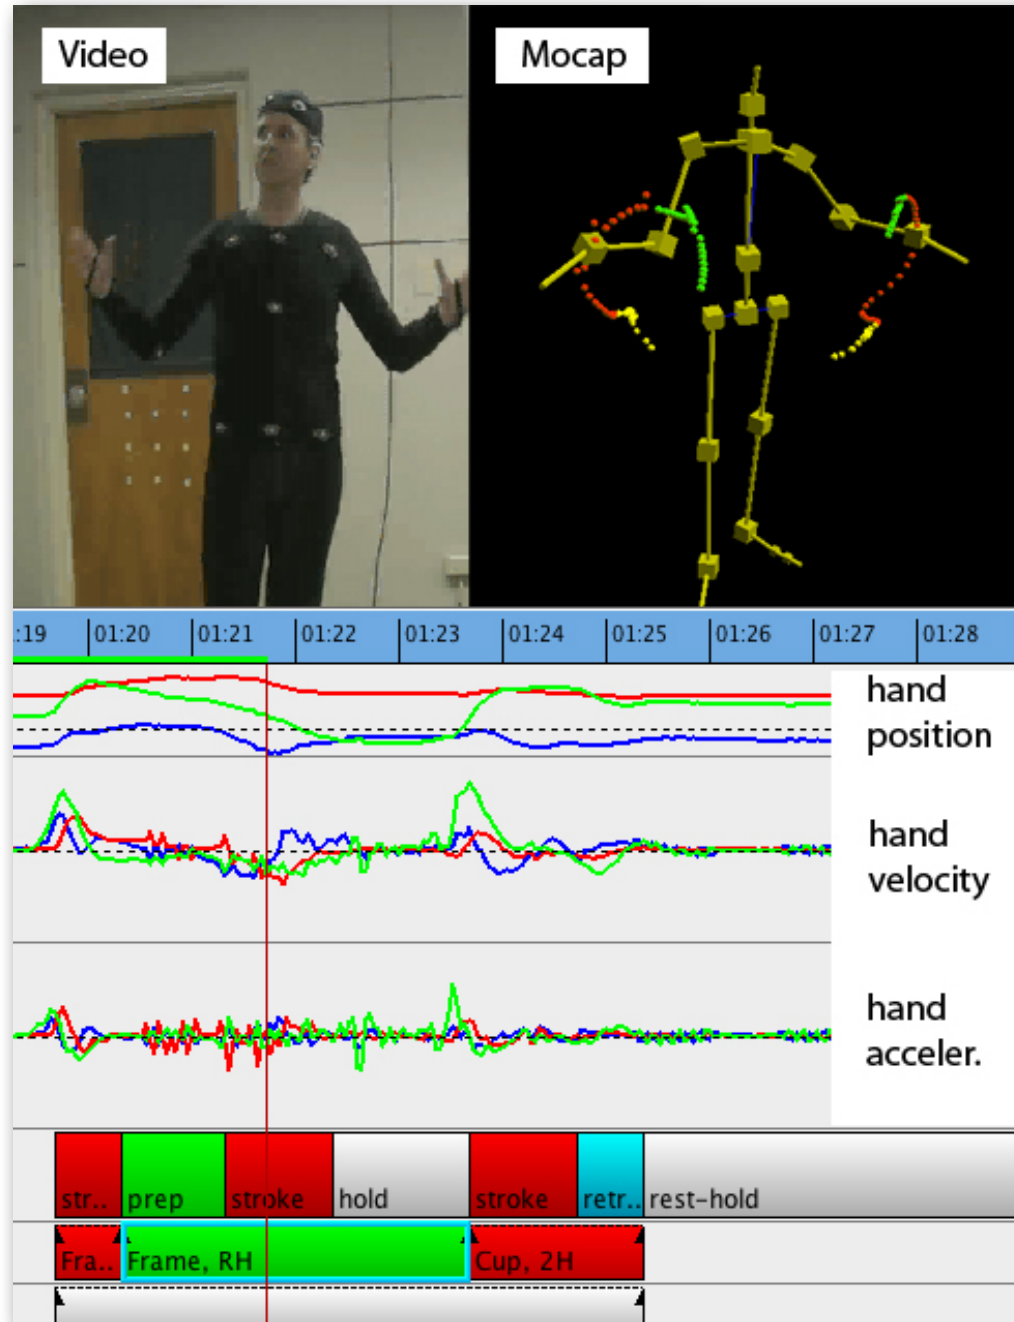 Video
Mocap
:19 01:20 01:21 01:22 01:23 01:24 01:25 01:26 01:27 01:28
hand
position
hand
velocity
hand
acceler.
str.. prep stroke hold stroke retr.. rest-hold
Fra.. Frame, RH Cup, 2H